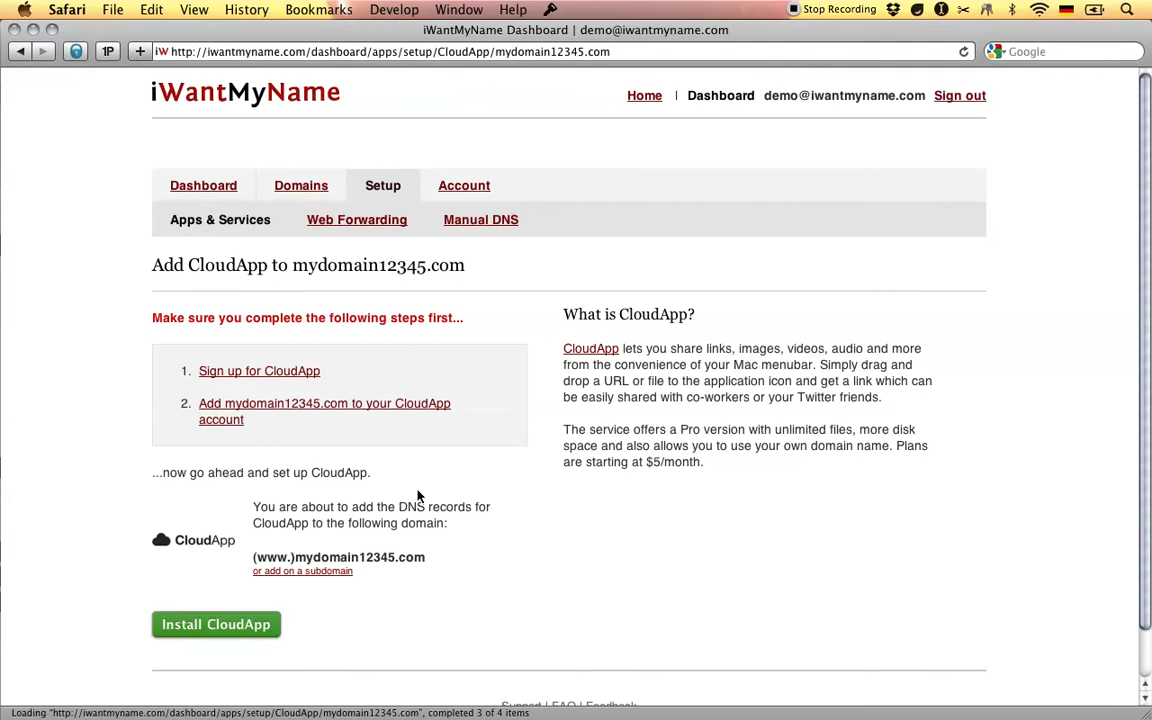 Safari File Edit View History Bookmarks Develop Window Help Stop Recording
iWantMyName Dashboard | demo@iwantmyname.com
1P + iW http://iwantmyname.com/dashboard/apps/setup/CloudApp/mydomain12345.com Google
iWantMyName Home | Dashboard demo@iwantmyname.com Sign out
Dashboard Domains Setup Account
Apps & Services Web Forwarding Manual DNS
Add CloudApp to mydomain12345.com
Make sure you complete the following steps first...
1. Sign up for CloudApp
2. Add mydomain12345.com to your CloudApp
account
...now go ahead and set up CloudApp.
CloudApp
You are about to add the DNS records for
CloudApp to the following domain:
(www.)mydomain12345.com
or add on a subdomain
Install CloudApp
What is CloudApp?
CloudApp lets you share links, images, videos, audio and more
from the convenience of your Mac menubar. Simply drag and
drop a URL or file to the application icon and get a link which can
be easily shared with co-workers or your Twitter friends.
The service offers a Pro version with unlimited files, more disk
space and also allows you to use your own domain name. Plans
are starting at $5/month.
Support | FAQ | Feedback
Loading "http://iwantmyname.com/dashboard/apps/setup/CloudApp/mydomain12345.com", completed 3 of 4 items